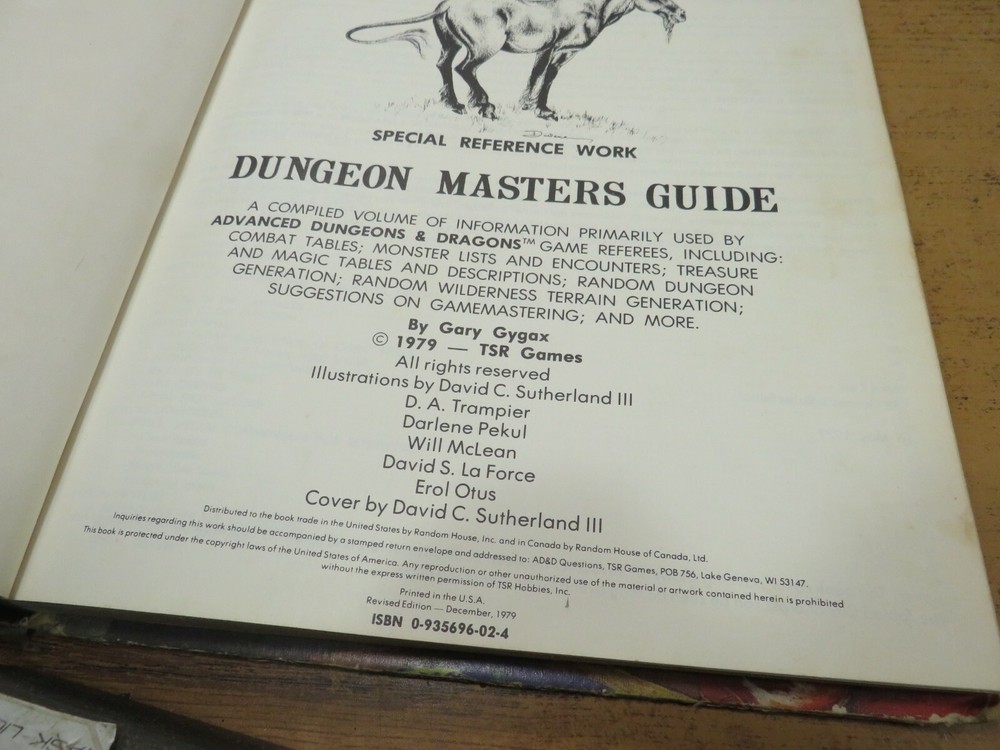 Darlene
SPECIAL REFERENCE WORK
DUNGEON MASTERS GUIDE
A COMPILED VOLUME OF INFORMATION PRIMARILY USED BY
ADVANCED DUNGEONS & DRAGONS™ GAME REFEREES, INCLUDING:
COMBAT TABLES; MONSTER LISTS AND ENCOUNTERS; TREASURE
AND MAGIC TABLES AND DESCRIPTIONS; RANDOM DUNGEON
GENERATION; RANDOM WILDERNESS TERRAIN GENERATION;
SUGGESTIONS ON GAMEMASTERING; AND MORE.
By Gary Gygax
© 1979 — TSR Games
All rights reserved
Illustrations by David C. Sutherland III
D. A. Trampier
Darlene Pekul
Will McLean
David S. La Force
Erol Otus
Cover by David C. Sutherland III
Distributed to the book trade in the United States by Random House, Inc. and in Canada by Random House of Canada, Ltd.
Inquiries regarding this work should be accompanied by a stamped return envelope and addressed to: AD&D Questions, TSR Games, POB 756, Lake Geneva, WI 53147.
This book is protected under the copyright laws of the United States of America. Any reproduction or other unauthorized use of the material or artwork contained herein is prohibited
without the express written permission of TSR Hobbies, Inc.
Printed in the U.S.A.
Revised Edition — December, 1979
ISBN 0-935696-02-4